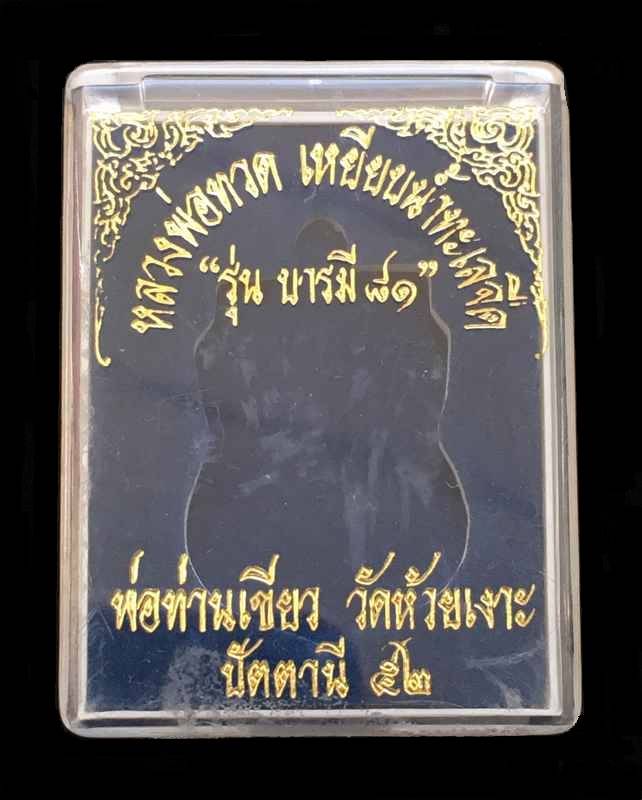 หลวงพ่อทวด เหยียบน้ำทะเลจืด
“รุ่น บารมี ๘๑”
พ่อท่านเขียว วัดห้วยเงาะ
ปัตตานี ๕๒